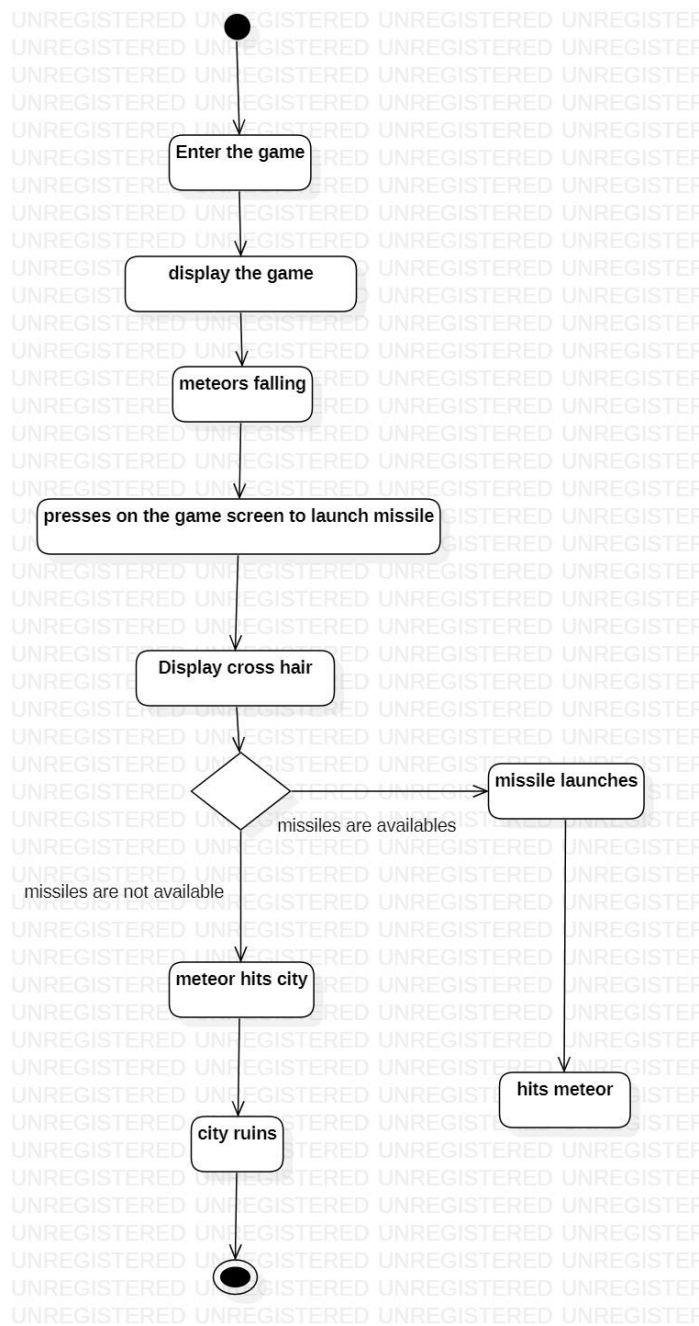 Enter the game
display the game
meteors falling
presses on the game screen to launch missile
Display cross hair
missile launches
missiles are availables
missiles are not available
meteor hits city
hits meteor
city ruins
UNREGISTERED